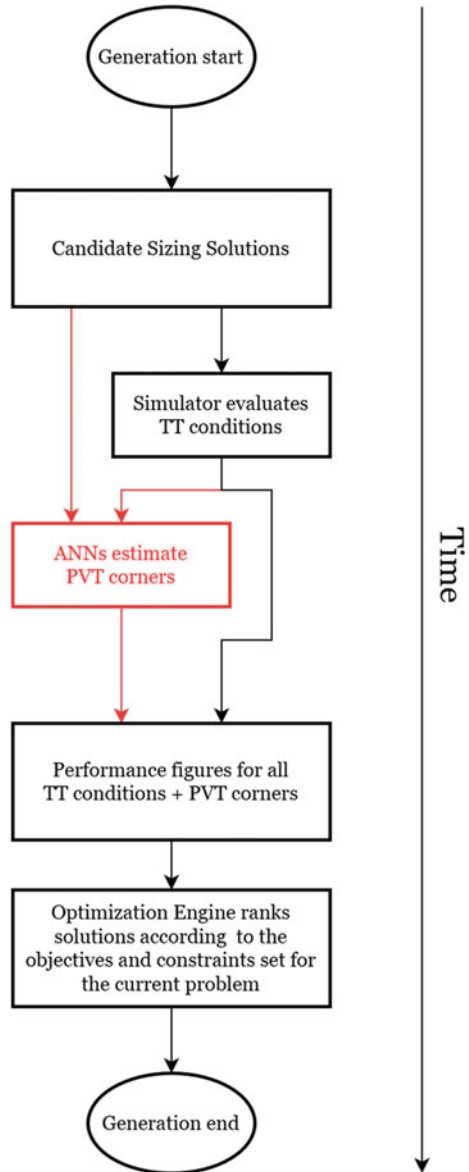 Generation start
Candidate Sizing Solutions
Simulator evaluates
TT conditions
ANNs estimate
PVT corners
Time
Performance figures for all
TT conditions + PVT corners
Optimization Engine ranks
solutions according to the
objectives and constraints set for
the current problem
Generation end